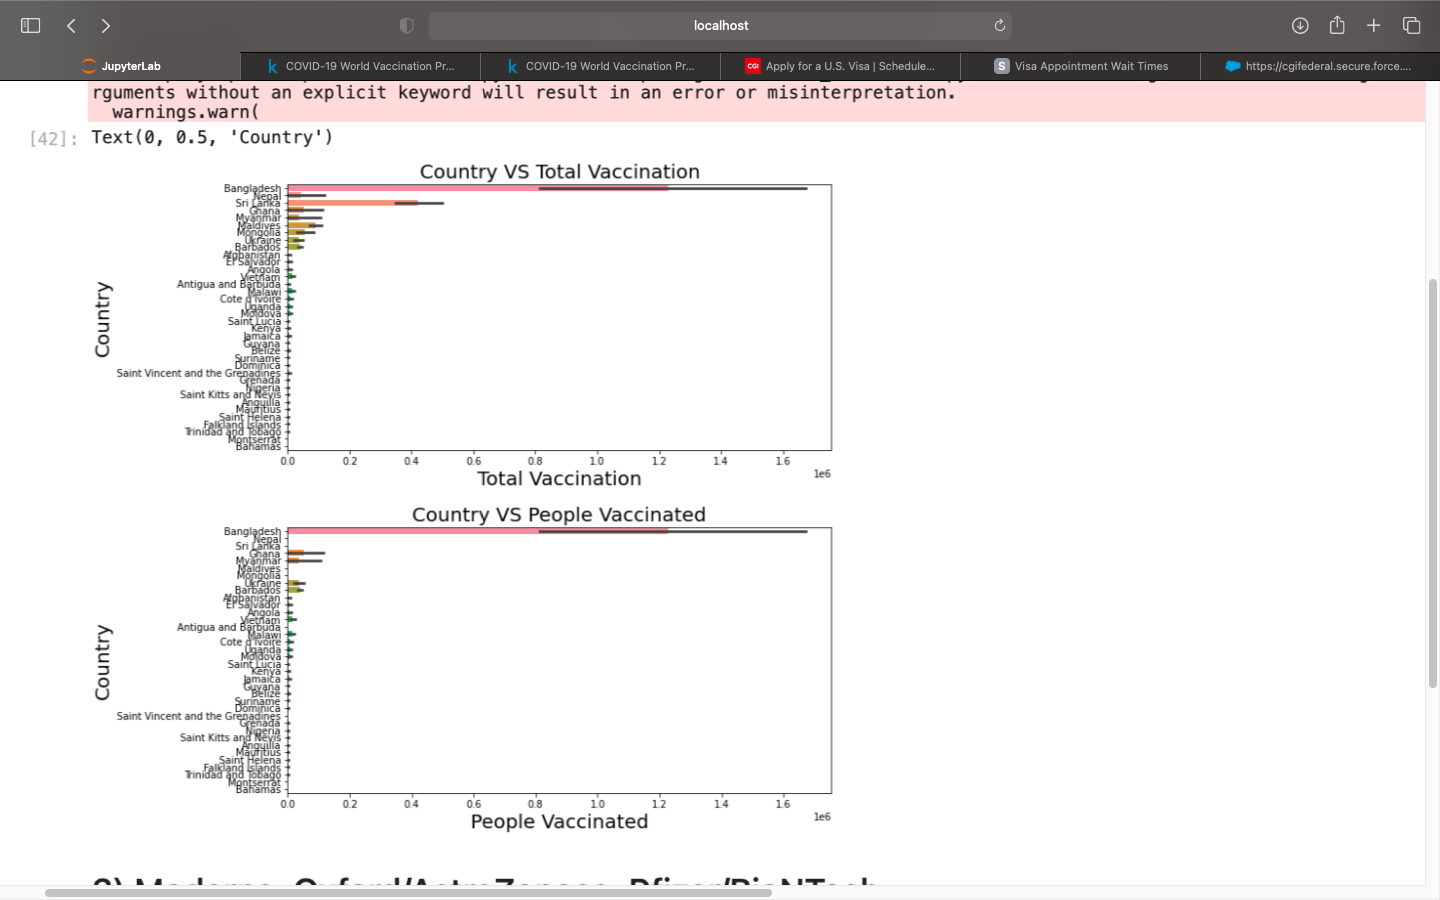 localhost
JupyterLab
COVID-19 World Vaccination Pr...
COVID-19 World Vaccination Pr...
CGI Apply for a U.S. Visa | Schedule...
S Visa Appointment Wait Times
https://cgifederal.secure.force....
rguments without an explicit keyword will result in an error or misinterpretation.
warnings.warn(
[42]: Text(0, 0.5, 'Country')
Country VS Total Vaccination
Country
Bangladesh
Nepal
Sri Lanka
Ghana
Myanmar
Maldives
Mongolia
Ukraine
Barbados
Afghanistan
El Salvador
Angola
Vietnam
Antigua and Barbuda
Malawi
Cote d'Ivoire
Uganda
Moldova
Saint Lucia
Kenya
Jamaica
Guyana
Belize
Suriname
Dominica
Saint Vincent and the Grenadines
Grenada
Nigeria
Saint Kitts and Nevis
Anguilla
Mauritius
Saint Helena
Falkland Islands
Trinidad and Tobago
Montserrat
Bahamas
0.0 0.2 0.4 0.6 0.8 1.0 1.2 1.4 1.6
1e6
Total Vaccination
Country VS People Vaccinated
Country
Bangladesh
Nepal
Sri Lanka
Ghana
Myanmar
Maldives
Mongolia
Ukraine
Barbados
Afghanistan
El Salvador
Angola
Vietnam
Antigua and Barbuda
Malawi
Cote d'Ivoire
Uganda
Moldova
Saint Lucia
Kenya
Jamaica
Guyana
Belize
Suriname
Dominica
Saint Vincent and the Grenadines
Grenada
Nigeria
Saint Kitts and Nevis
Anguilla
Mauritius
Saint Helena
Falkland Islands
Trinidad and Tobago
Montserrat
Bahamas
0.0 0.2 0.4 0.6 0.8 1.0 1.2 1.4 1.6
1e6
People Vaccinated
Moderna, Oxford/AstraZeneca, Pfizer/BioNTech